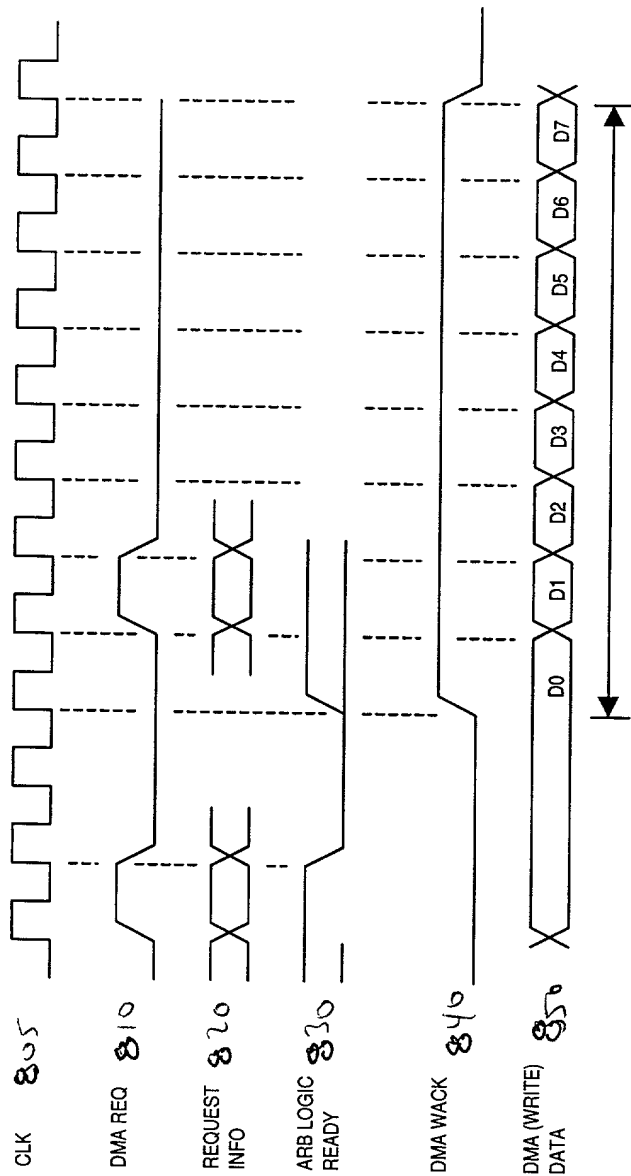 CLK 805
DMA REQ 810
REQUEST
INFO 820
ARB LOGIC
READY 830
DMA WACK 840
DMA (WRITE)
DATA 850
D0 D1 D2 D3 D4 D5 D6 D7